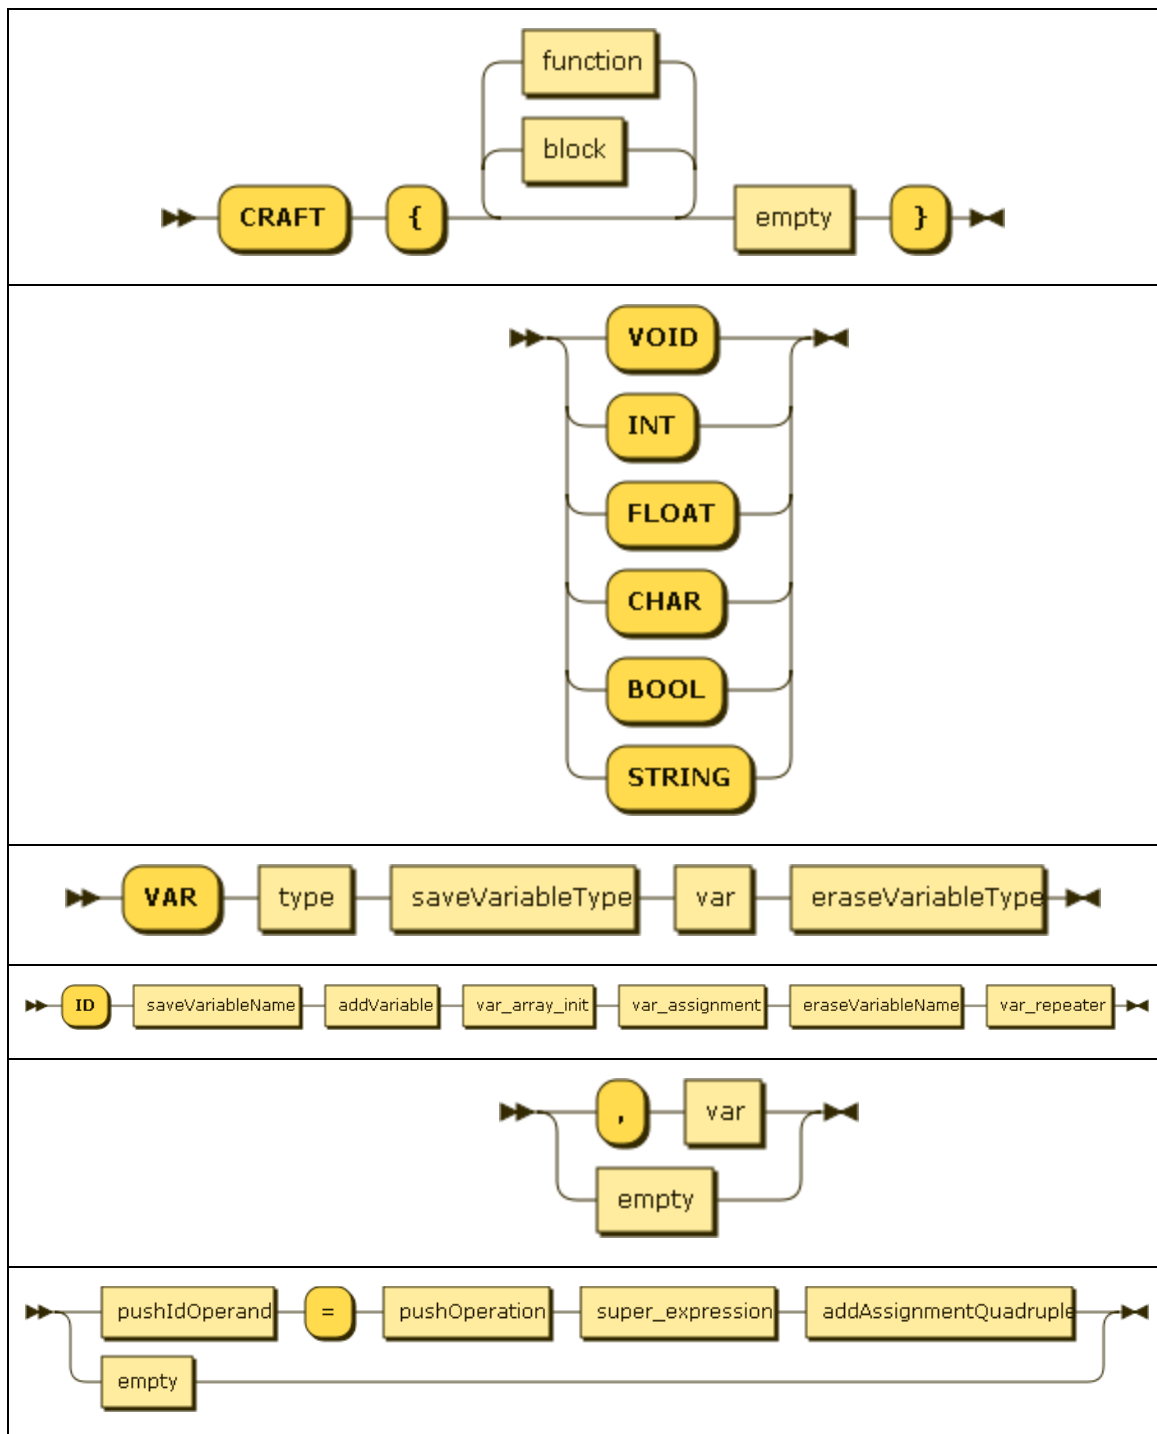 function
block
CRAFT { empty }
VOID
INT
FLOAT
CHAR
BOOL
STRING
VAR type saveVariableType var eraseVariableType
ID saveVariableName addVariable var_array_init var_assignment eraseVariableName var_repeater
, var
empty
pushIdOperand = pushOperation super_expression addAssignmentQuadruple
empty